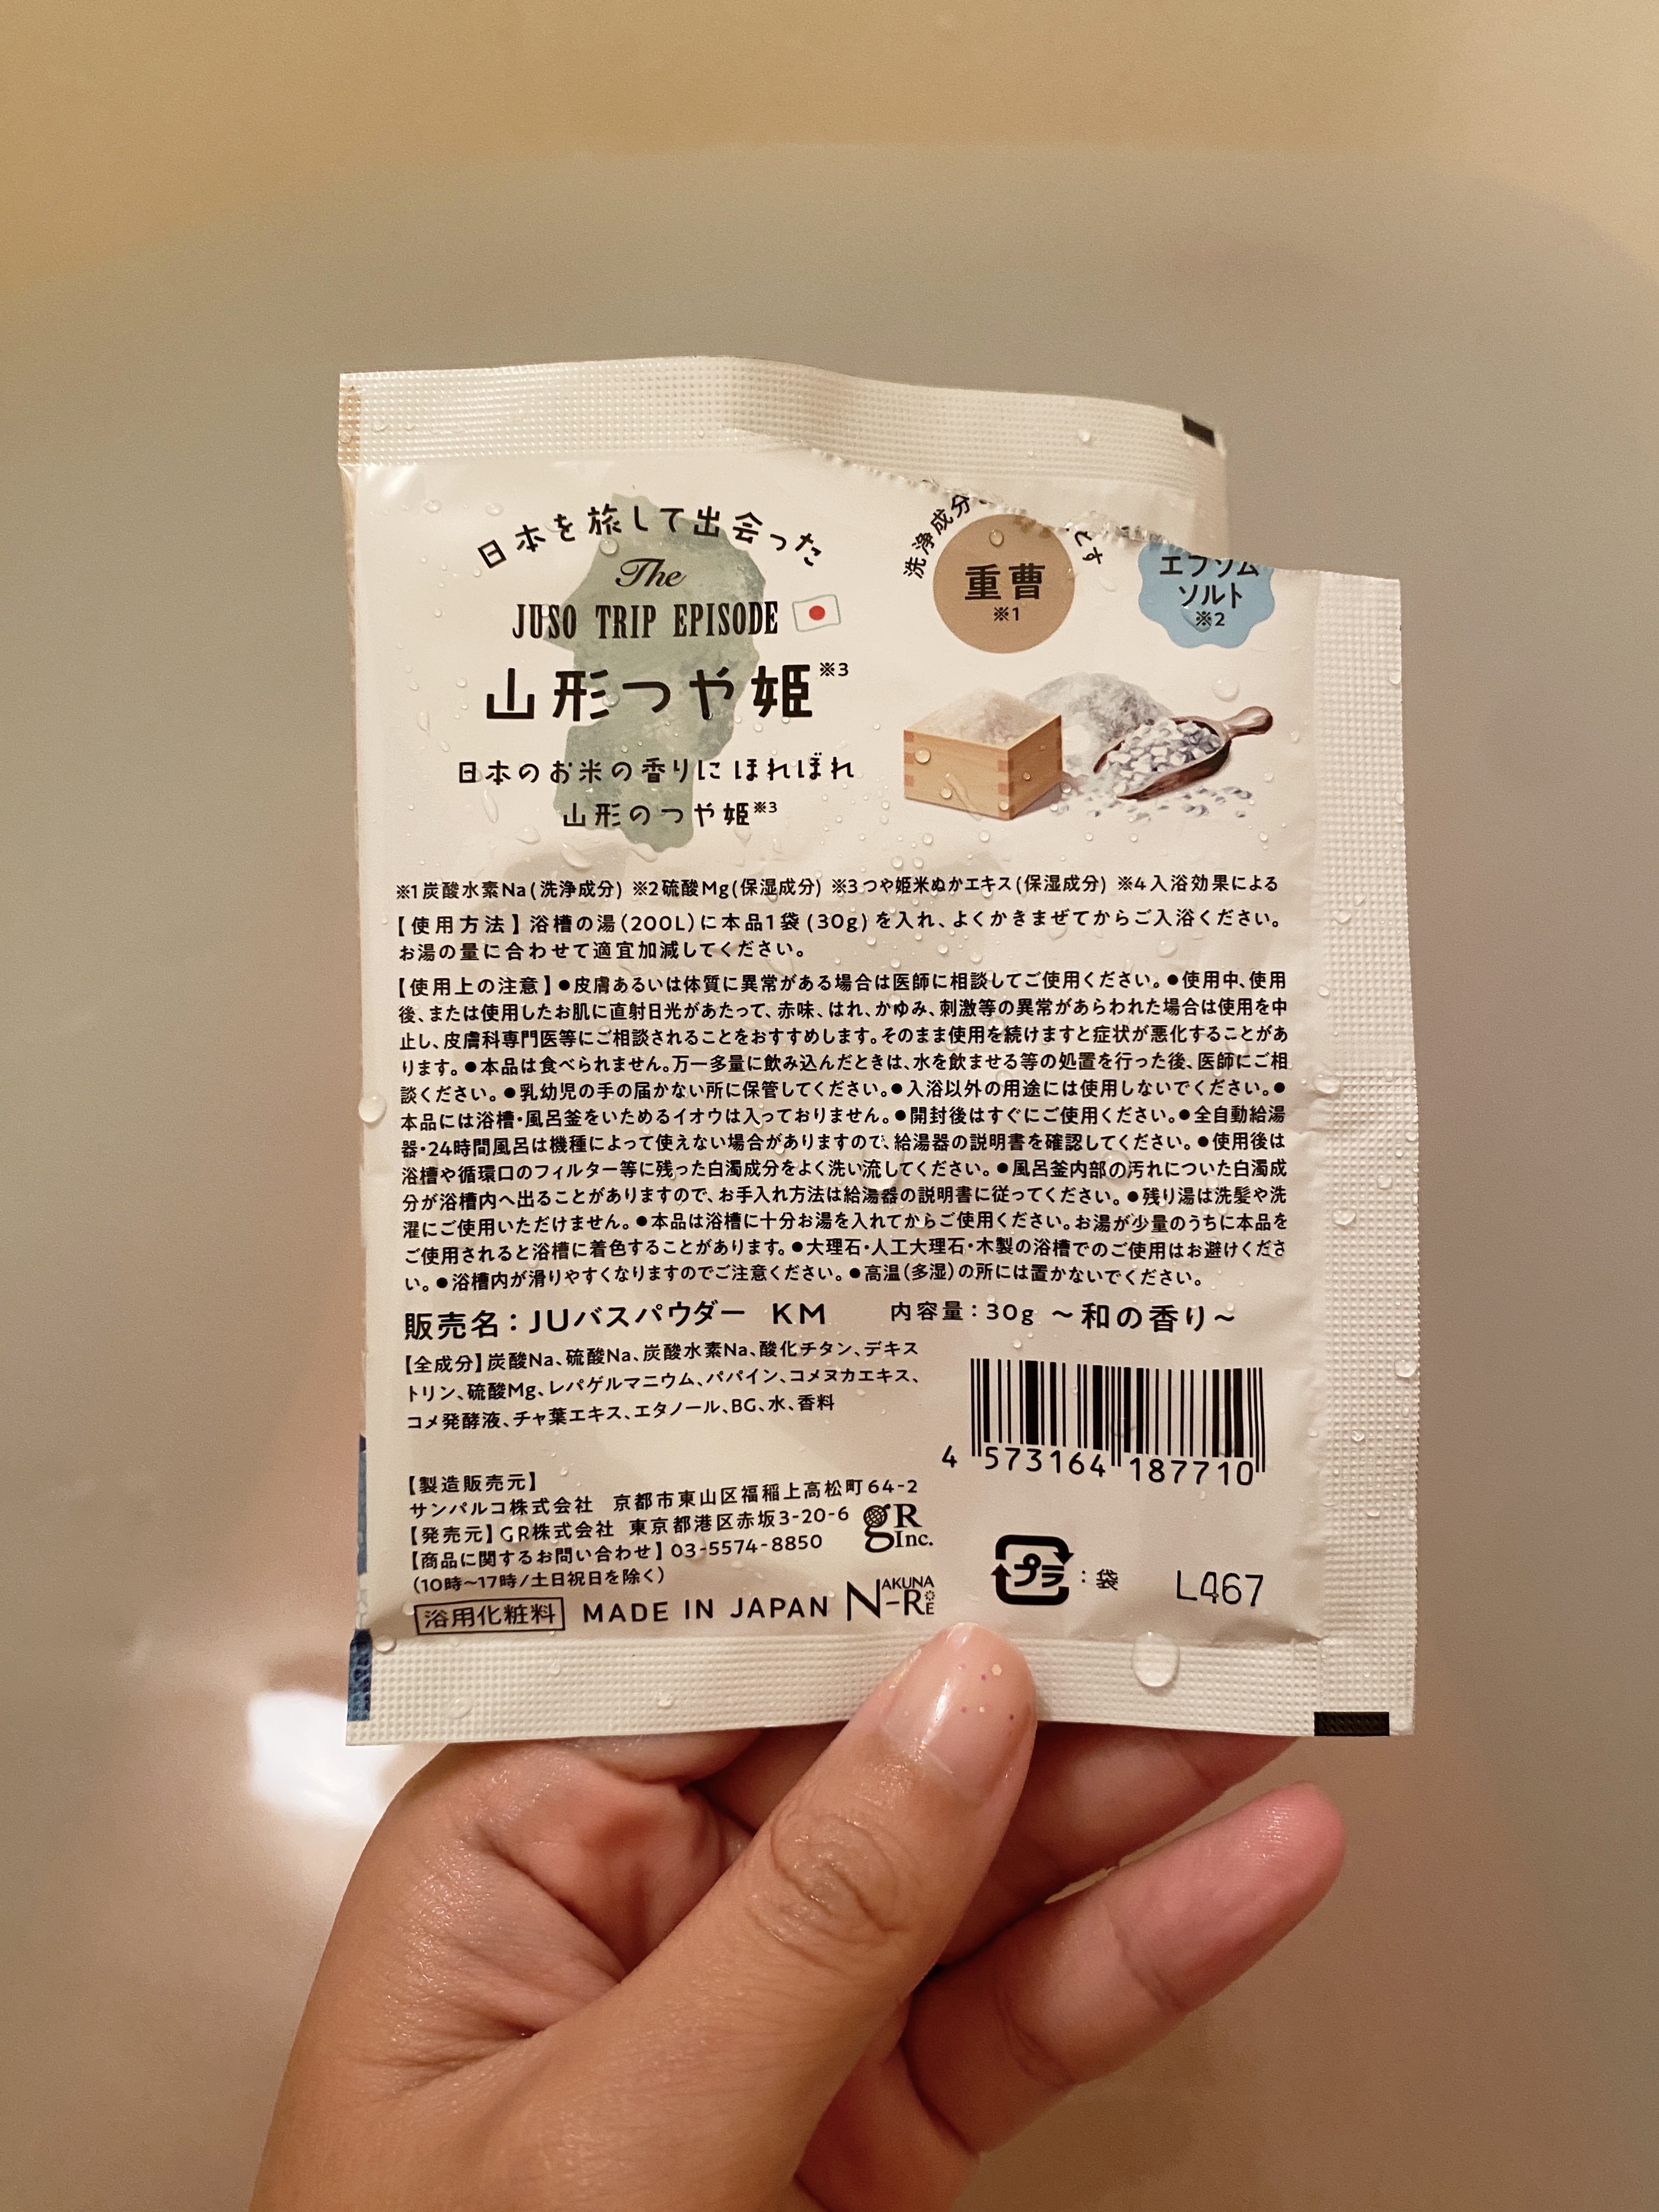 日本を旅して出会った
The
JUSO TRIP EPISODE
山形つや姫※3
日本のお米の香りにほれぼれ
山形のつや姫※3
洗浄成分
です
重曹
※1
エプソム
ソルト
※2
※1炭酸水素Na(洗浄成分) ※2硫酸Mg(保湿成分) ※3つや姫米ぬかエキス(保湿成分) ※4入浴効果による
【使用方法】浴槽の湯(200L)に本品1袋(30g)を入れ、よくかきまぜてからご入浴ください。
お湯の量に合わせて適宜加減してください。
【使用上の注意】●皮膚あるいは体質に異常がある場合は医師に相談してご使用ください。●使用中、使用
後、または使用したお肌に直射日光があたって、赤味、はれ、かゆみ、刺激等の異常があらわれた場合は使用を中
止し、皮膚科専門医等にご相談されることをおすすめします。そのまま使用を続けますと症状が悪化することがあ
ります。●本品は食べられません。万一多量に飲み込んだときは、水を飲ませる等の処置を行った後、医師にご相
談ください。●乳幼児の手の届かない所に保管してください。●入浴以外の用途には使用しないでください。●
本品には浴槽・風呂釜をいためるイオウは入っておりません。●開封後はすぐにご使用ください。●全自動給湯
器・24時間風呂は機種によって使えない場合がありますので、給湯器の説明書を確認してください。●使用後は
浴槽や循環口のフィルター等に残った白濁成分をよく洗い流してください。●風呂釜内部の汚れについた白濁成
分が浴槽内へ出ることがありますので、お手入れ方法は給湯器の説明書に従ってください。●残り湯は洗髪や洗
濯にご使用いただけません。●本品は浴槽に十分お湯を入れてからご使用ください。お湯が少量のうちに本品を
ご使用されると浴槽に着色することがあります。●大理石・人工大理石・木製の浴槽でのご使用はお避けくださ
い。●浴槽内が滑りやすくなりますのでご注意ください。●高温(多湿)の所には置かないでください。
販売名：JUバスパウダー KM 内容量：30g ～和の香り～
【全成分】炭酸Na、硫酸Na、炭酸水素Na、酸化チタン、デキス
トリン、硫酸Mg、レパゲルマニウム、パパイン、コメヌカエキス、
コメ発酵液、チャ葉エキス、エタノール、BG、水、香料
4 573164 187710
【製造販売元】
サンパルコ株式会社 京都市東山区福稲上高松町64-2
【発売元】GR株式会社 東京都港区赤坂3-20-6
gR Inc.
【商品に関するお問い合わせ】03-5574-8850
(10時～17時/土日祝日を除く)
浴用化粧料 MADE IN JAPAN
NAKUNA-RE
プラ：袋
L467